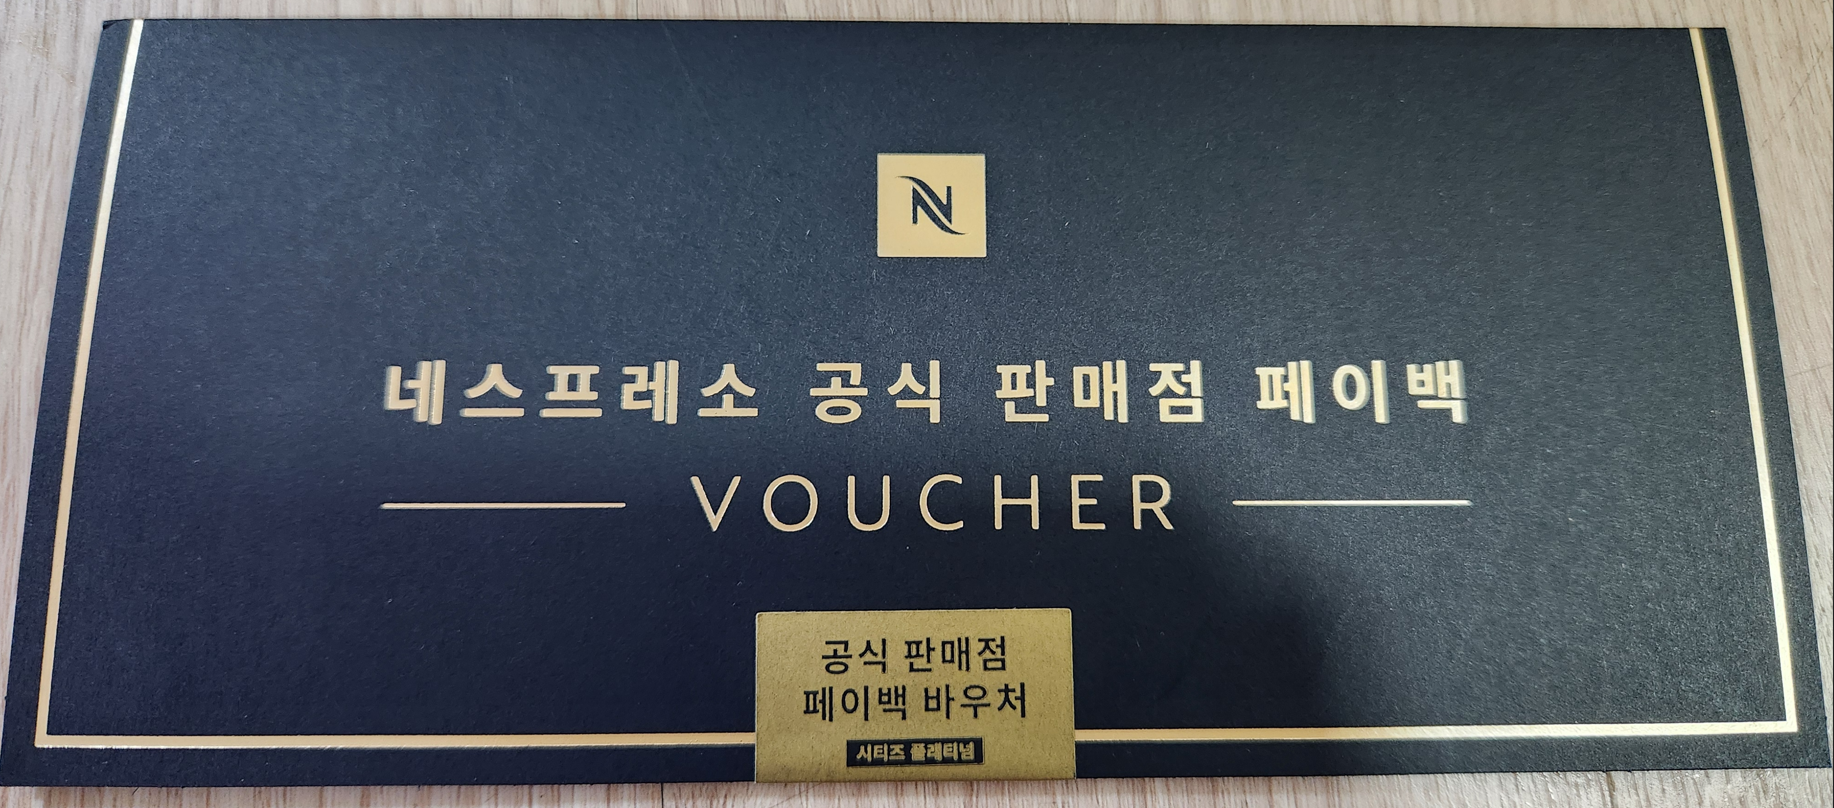 N
네스프레소 공식 판매점 페이백
VOUCHER
공식 판매점
페이백 바우처
시티즈 플래티넘